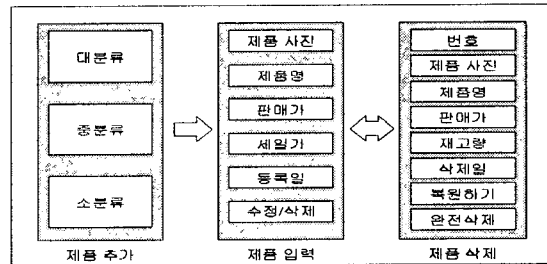 대분류
중분류
소분류
제품 추가
제품 사진
제품명
판매가
세일가
등록일
수정/삭제
제품 입력
번호
제품 사진
제품명
판매가
재고량
삭제일
복원하기
완전삭제
제품 삭제